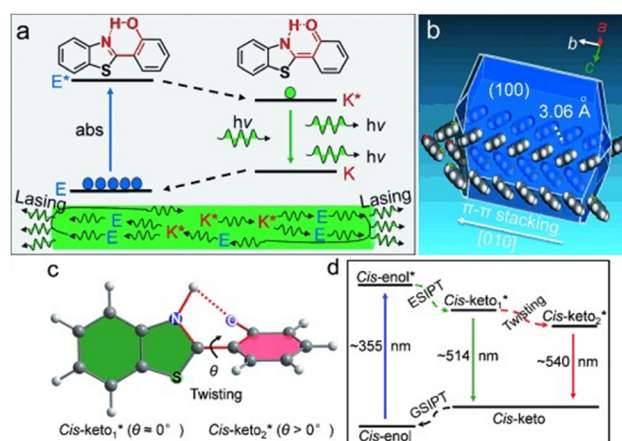 a
H-O
N
S
H O
N
S
E*
K*
abs
hν
hν
hν
E
K
Lasing
Lasing
E K* K* E
E K* E E
b
a
b
c
(100)
3.06 Å
π-π stacking
[010]
c
N
O
S
θ
Twisting
Cis-keto₁* (θ ≈ 0°) Cis-keto₂* (θ > 0°)
d
Cis-enol*
ESIPT
Cis-keto₁*
Twisting
Cis-keto₂*
~355 nm
~514 nm
~540 nm
GSIPT
Cis-enol
Cis-keto